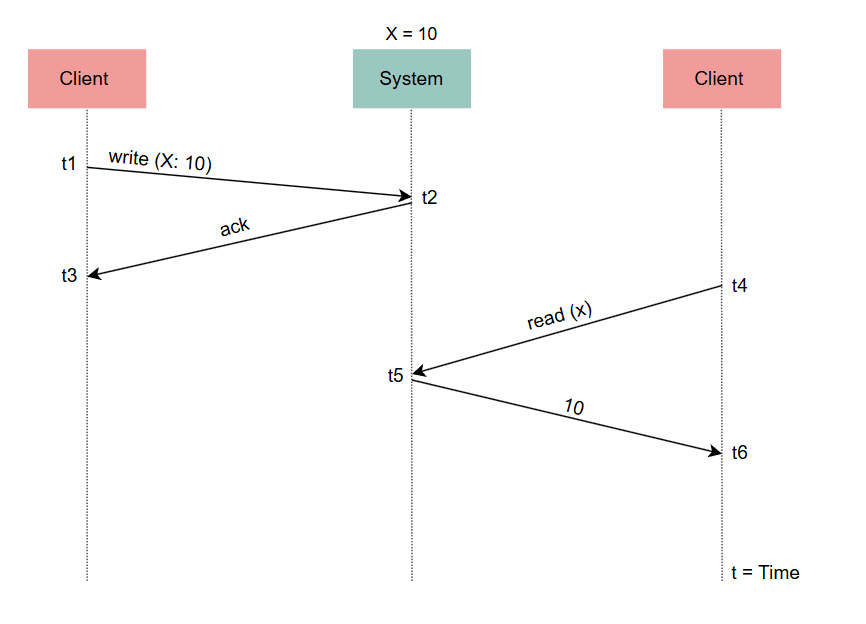 X = 10
Client
System
Client
t1
write (X: 10)
t2
ack
t3
t4
read (x)
t5
10
t6
t = Time